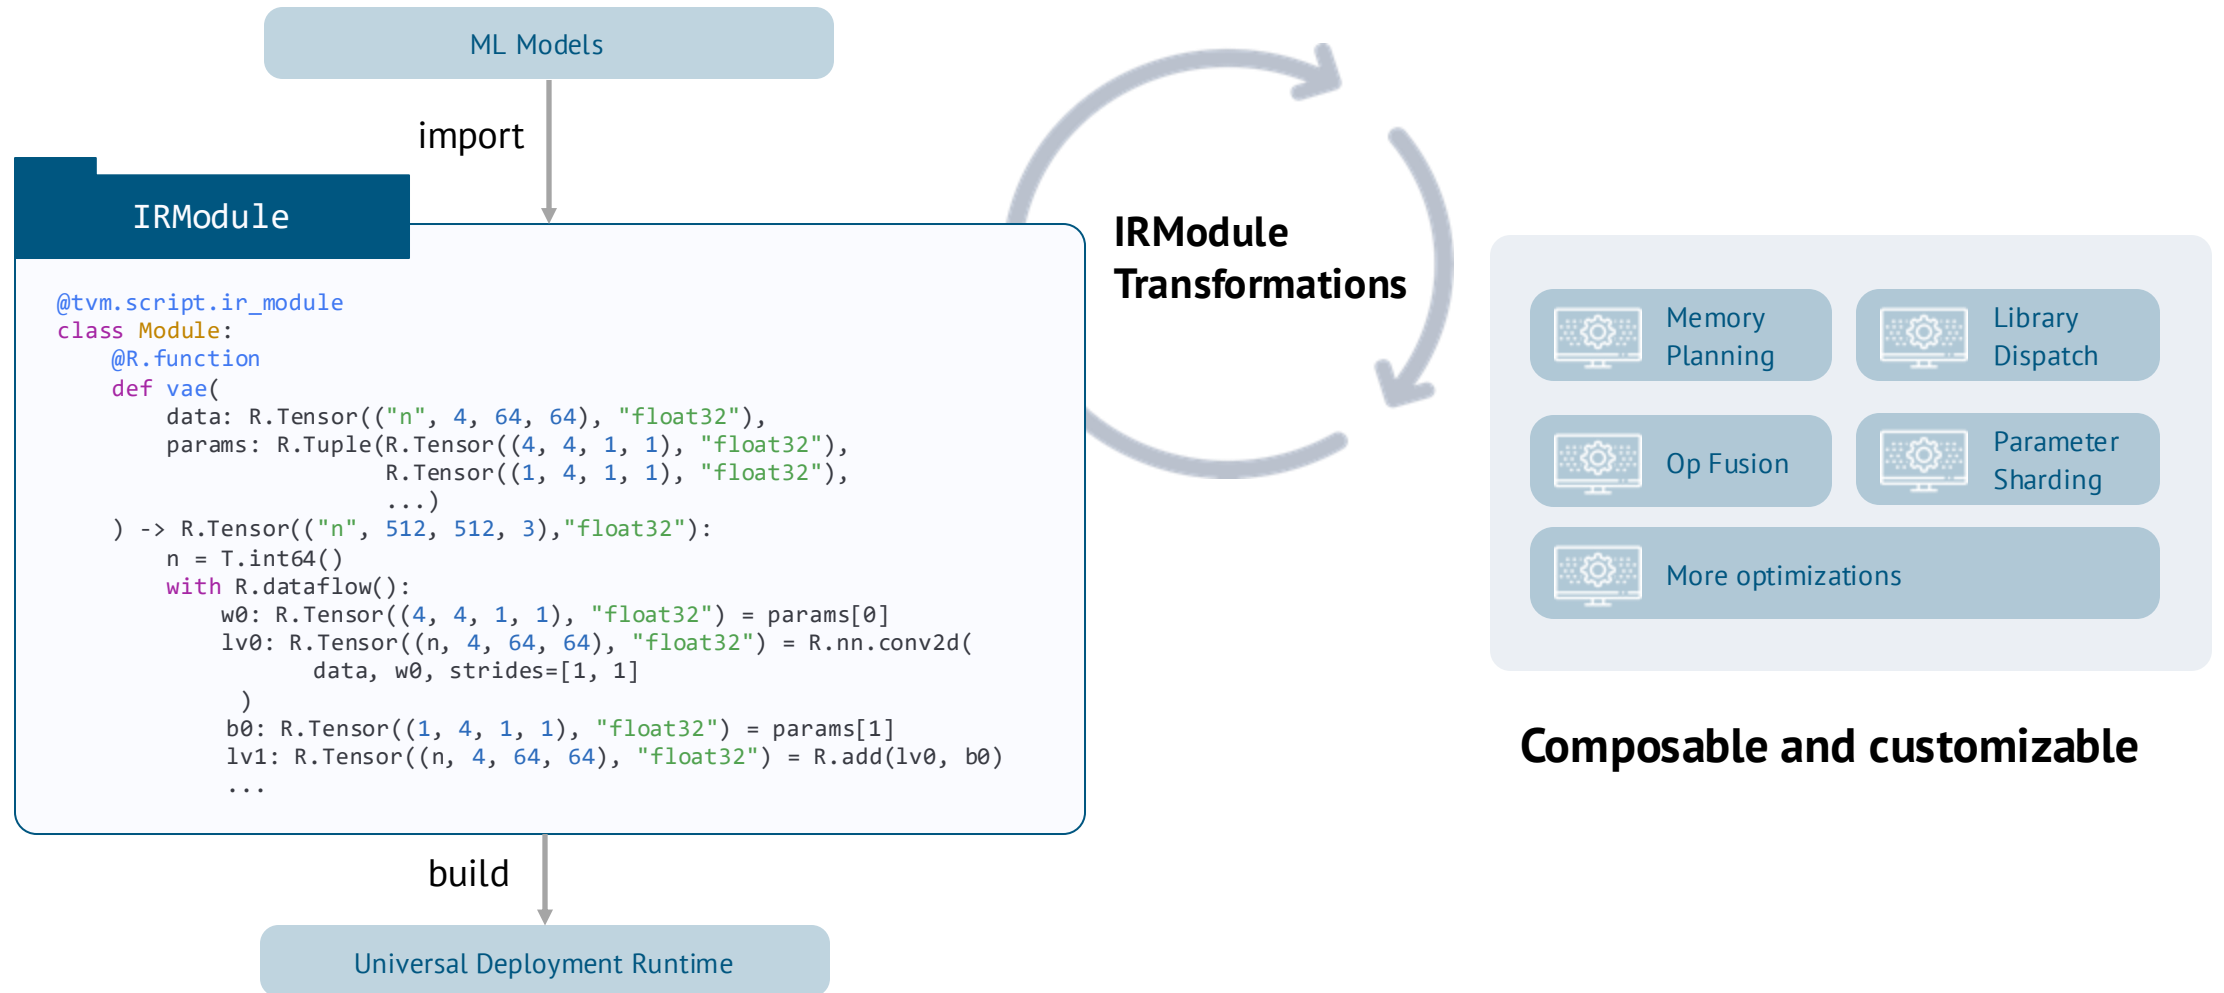 ML Models
import
IRModule
@tvm.script.ir_module
class Module:
    @R.function
    def vae(
        data: R.Tensor(("n", 4, 64, 64), "float32"),
        params: R.Tuple(R.Tensor((4, 4, 1, 1), "float32"),
                        R.Tensor((1, 4, 1, 1), "float32"),
                        ...)
    ) -> R.Tensor(("n", 512, 512, 3),"float32"):
        n = T.int64()
        with R.dataflow():
            w0: R.Tensor((4, 4, 1, 1), "float32") = params[0]
            lv0: R.Tensor((n, 4, 64, 64), "float32") = R.nn.conv2d(
                data, w0, strides=[1, 1]
            )
            b0: R.Tensor((1, 4, 1, 1), "float32") = params[1]
            lv1: R.Tensor((n, 4, 64, 64), "float32") = R.add(lv0, b0)
            ...
build
Universal Deployment Runtime
IRModule
Transformations
Memory
Planning
Library
Dispatch
Op Fusion
Parameter
Sharding
More optimizations
Composable and customizable